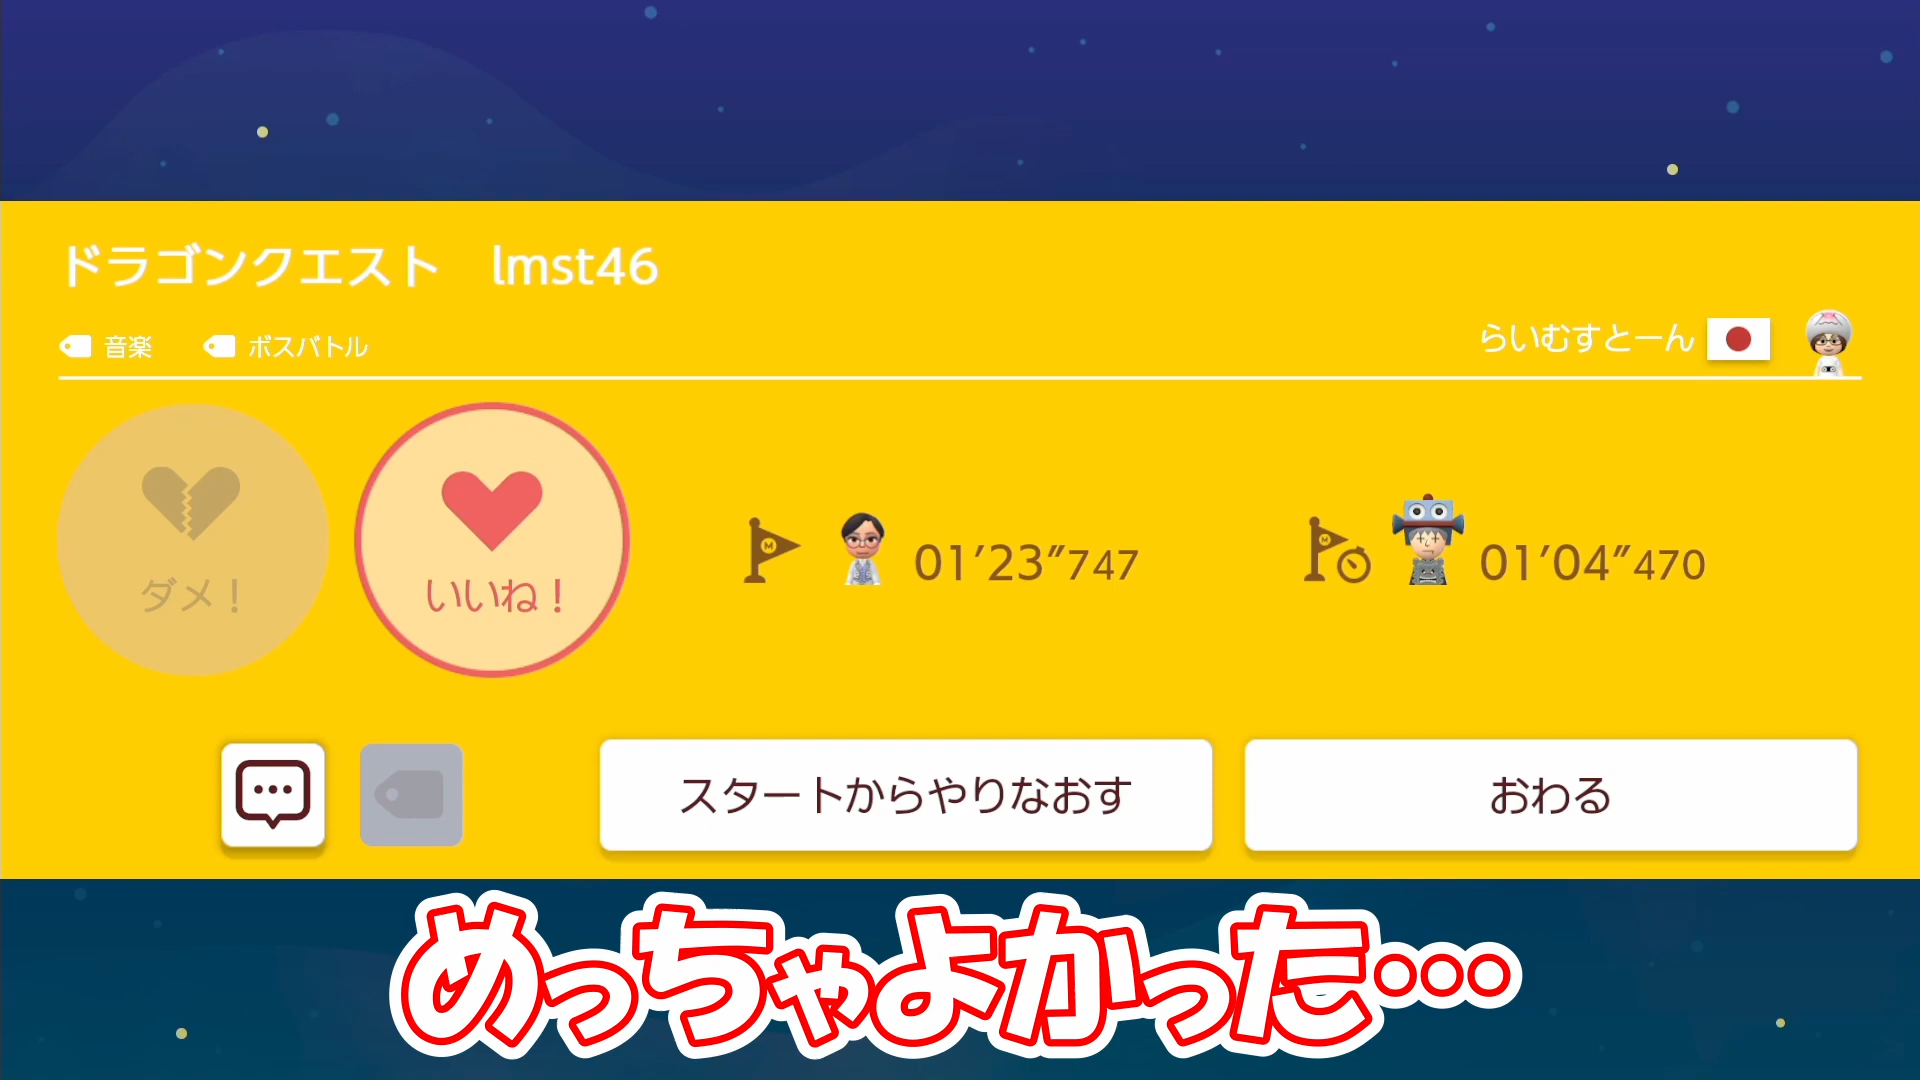 ドラゴンクエスト　lmst46
音楽　ボスバトル
らいむすとーん
ダメ！
いいね！
M 01′23″747
M 01′04″470
スタートからやりなおす
おわる
めっちゃよかった…